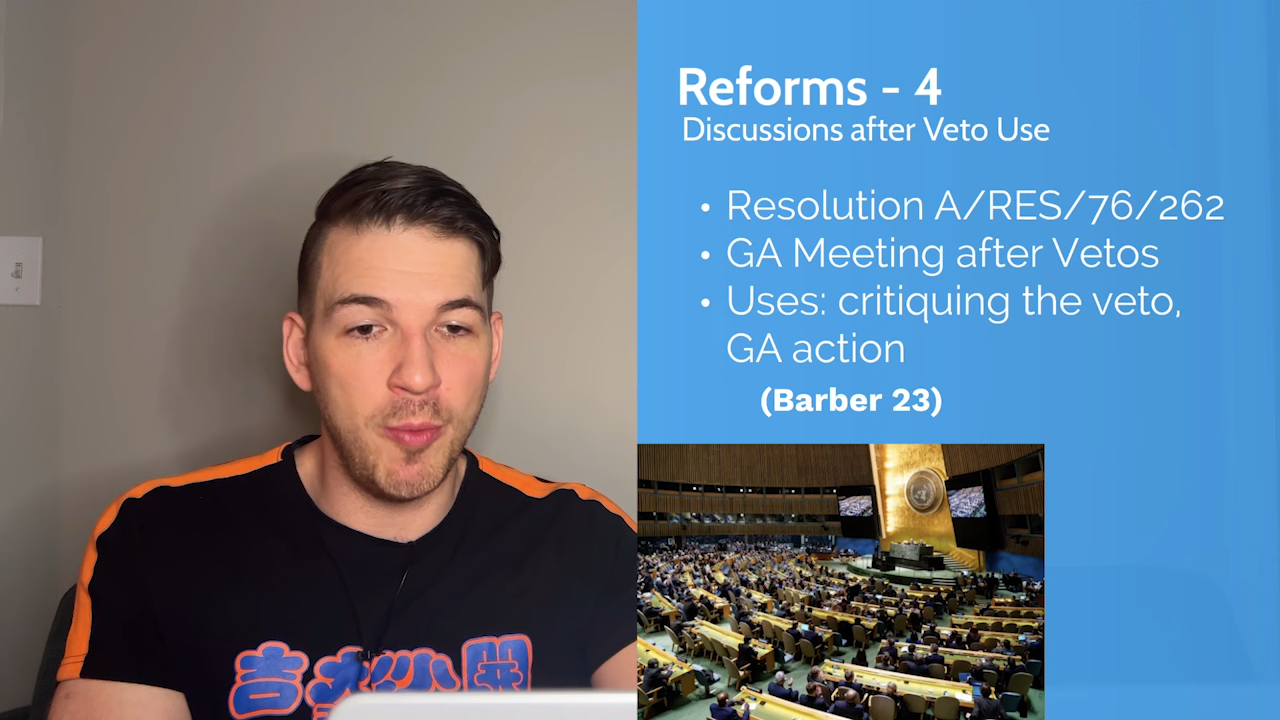 Reforms - 4
Discussions after Veto Use
• Resolution A/RES/76/262
• GA Meeting after Vetos
• Uses: critiquing the veto,
GA action
(Barber 23)